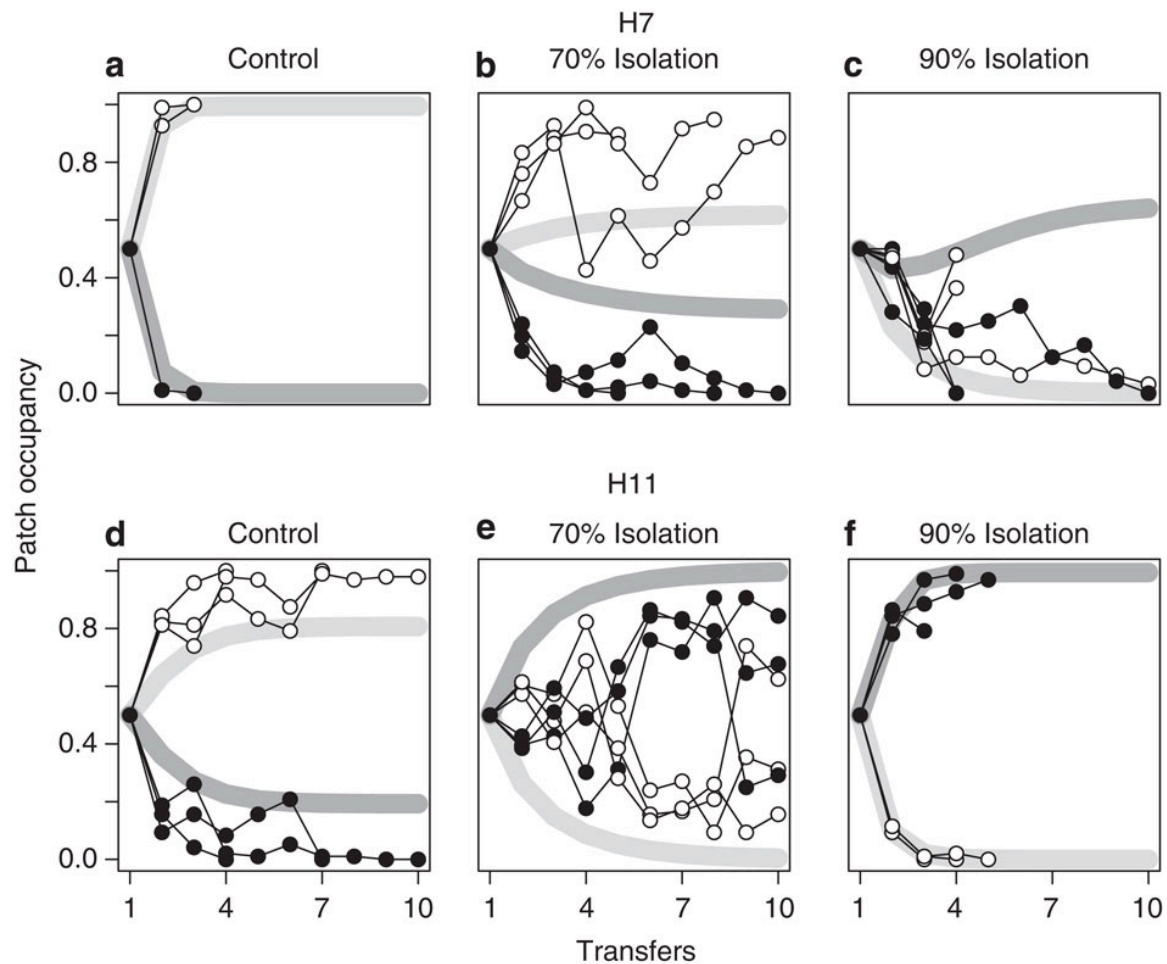 H7
a Control
b 70% Isolation
c 90% Isolation
0.8
0.4
0.0
Patch occupancy
H11
d Control
e 70% Isolation
f 90% Isolation
0.8
0.4
0.0
1 4 7 10
1 4 7 10
1 4 7 10
Transfers